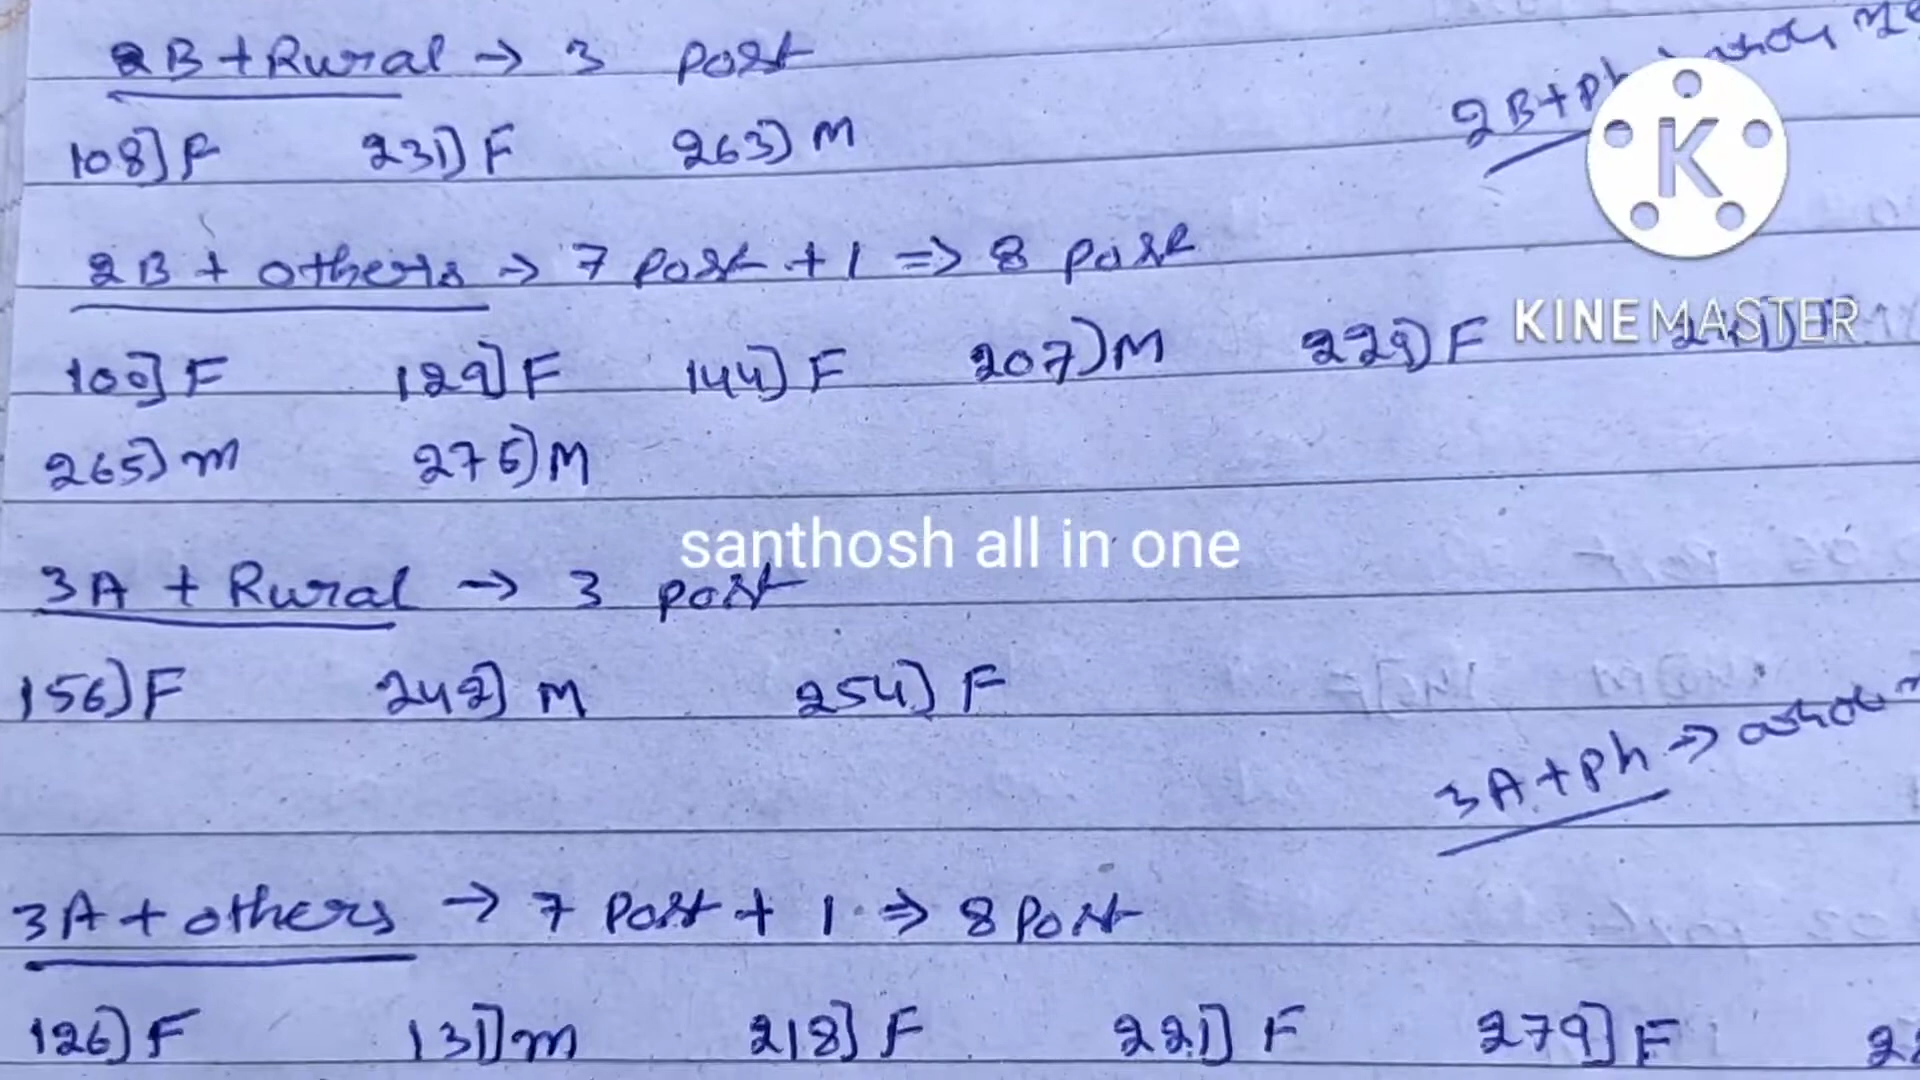 2B + Rural → 3 post
108] F 231] F 263) M
2B + Ph
2B + others → 7 post + 1 => 8 post
100] F 129] F 144] F 207) M 229) F
KINEMASTER
265) m 276) M
santhosh all in one
3A + Rural → 3 post
156) F 242] M 254] F
3A + Ph →
3A + others → 7 Post + 1 => 8 Post
126) F 131] m 218] F 221] F 279] F